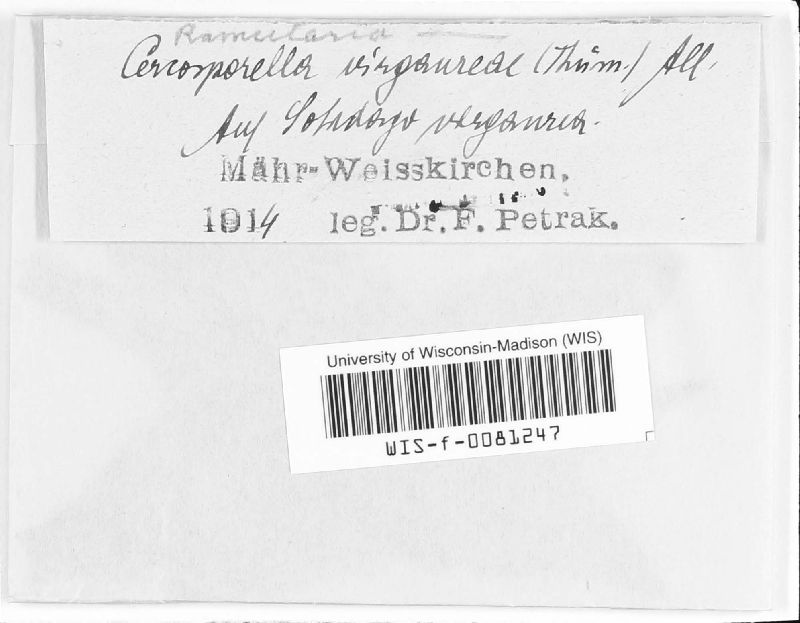 Ramularia
Cercosporella virgaureae (Thüm.) All.
Auf Solidago virgaurea.
Mähr-Weisskirchen.
1914 leg. Dr. F. Petrak.
University of Wisconsin-Madison (WIS)
WIS-f-0081247